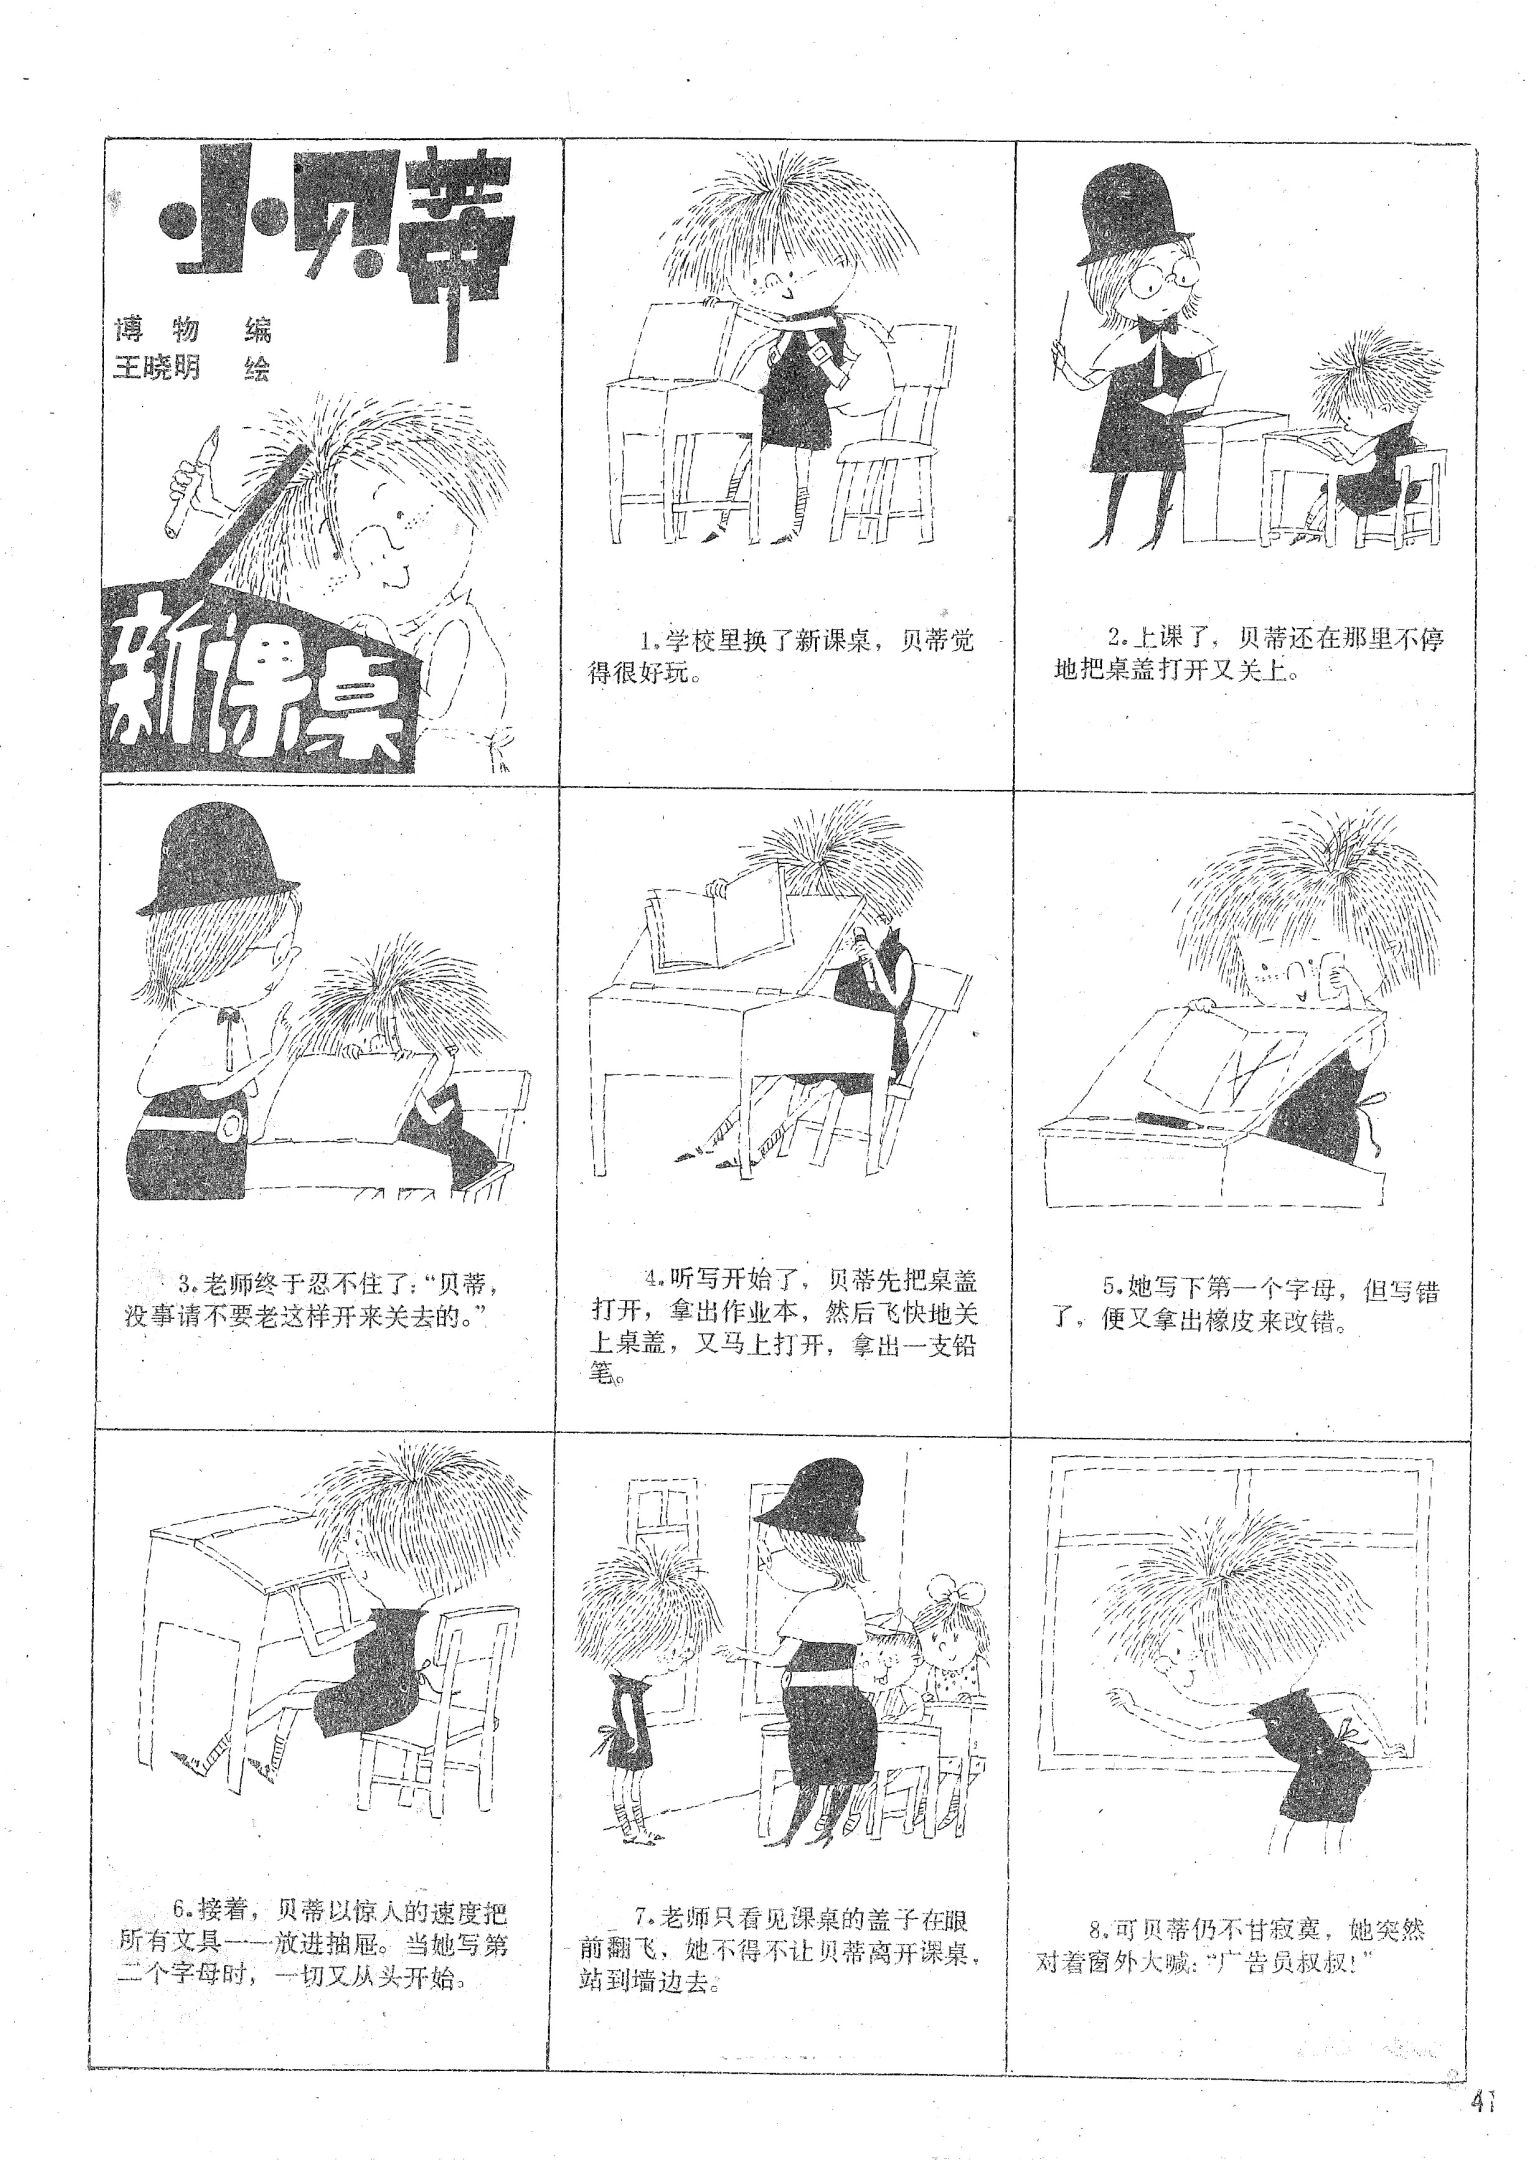 小贝蒂
博物 编
王晓明 绘
新课桌
1.学校里换了新课桌，贝蒂觉
得很好玩。
2.上课了，贝蒂还在那里不停
地把桌盖打开又关上。
3.老师终于忍不住了：“贝蒂，
没事请不要老这样开来关去的。”
4.听写开始了，贝蒂先把桌盖
打开，拿出作业本，然后飞快地关
上桌盖，又马上打开，拿出一支铅
笔。
5.她写下第一个字母，但写错
了，便又拿出橡皮来改错。
6.接着，贝蒂以惊人的速度把
所有文具一一放进抽屉。当她写第
二个字母时，一切又从头开始。
7.老师只看见课桌的盖子在眼
前翻飞，她不得不让贝蒂离开课桌，
站到墙边去。
8.可贝蒂仍不甘寂寞，她突然
对着窗外大喊：“广告员叔叔！”
41